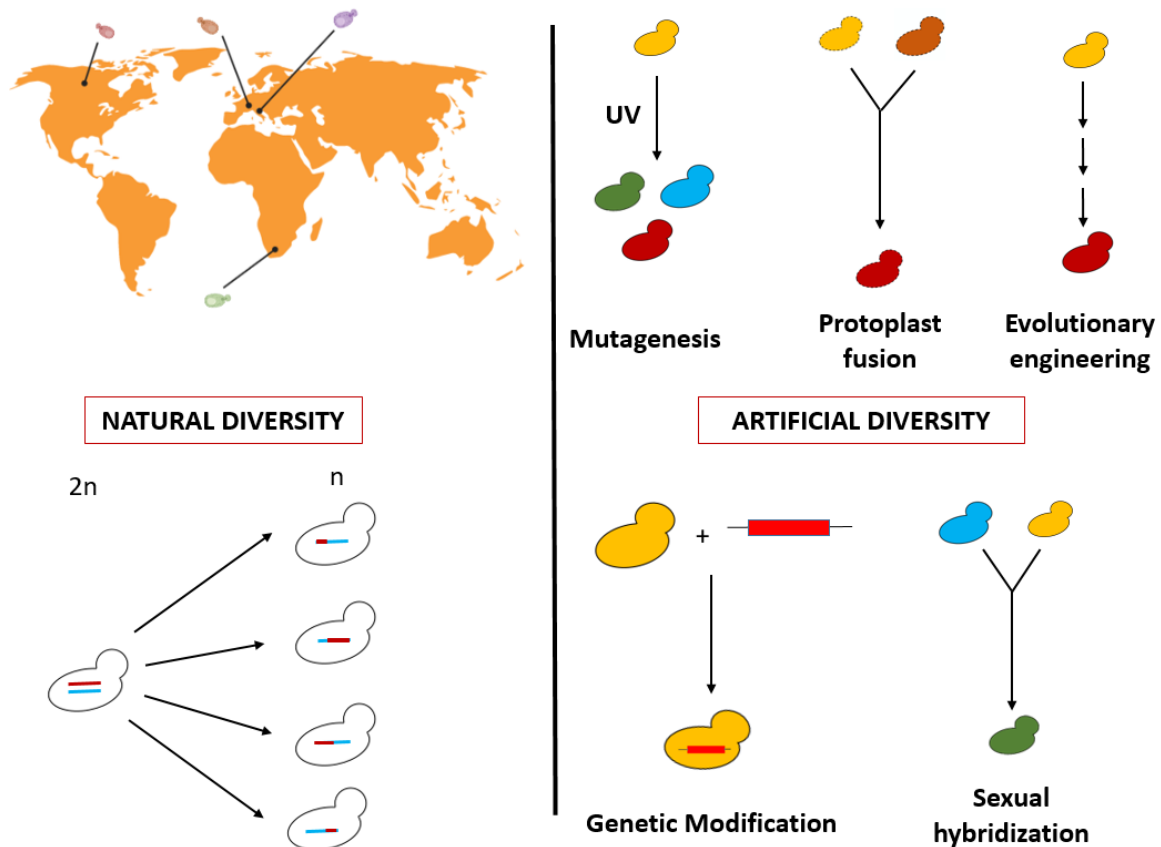 NATURAL DIVERSITY
2n
n
UV
Mutagenesis
Protoplast
fusion
Evolutionary
engineering
ARTIFICIAL DIVERSITY
+
Genetic Modification
Sexual
hybridization